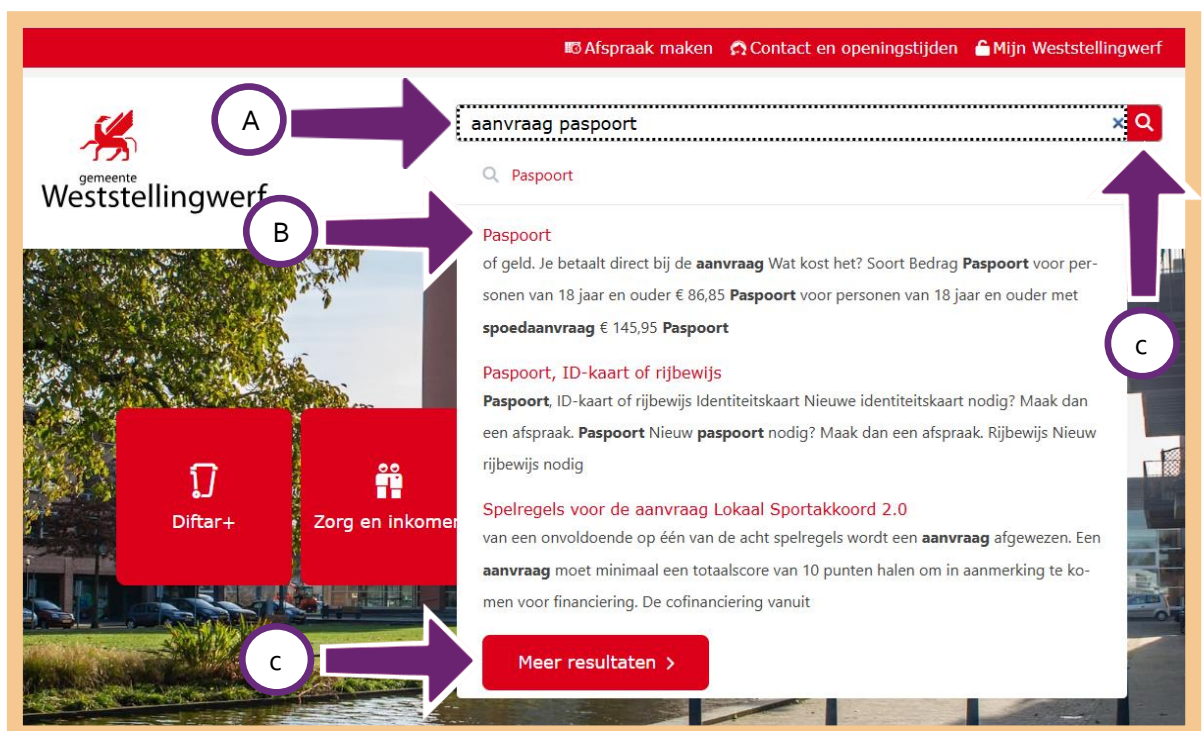 Afspraak maken Contact en openingstijden Mijn Weststellingwerf
A
aanvraag paspoort
gemeente
Weststellingwerf
Paspoort
B
Paspoort
of geld. Je betaalt direct bij de aanvraag Wat kost het? Soort Bedrag Paspoort voor per-
sonen van 18 jaar en ouder € 86,85 Paspoort voor personen van 18 jaar en ouder met
spoedaanvraag € 145,95 Paspoort
c
Paspoort, ID-kaart of rijbewijs
Paspoort, ID-kaart of rijbewijs Identiteitskaart Nieuwe identiteitskaart nodig? Maak dan
een afspraak. Paspoort Nieuw paspoort nodig? Maak dan een afspraak. Rijbewijs Nieuw
rijbewijs nodig
Diftar+
Zorg en inkomen
Spelregels voor de aanvraag Lokaal Sportakkoord 2.0
van een onvoldoende op één van de acht spelregels wordt een aanvraag afgewezen. Een
aanvraag moet minimaal een totaalscore van 10 punten halen om in aanmerking te ko-
men voor financiering. De cofinanciering vanuit
c
Meer resultaten >